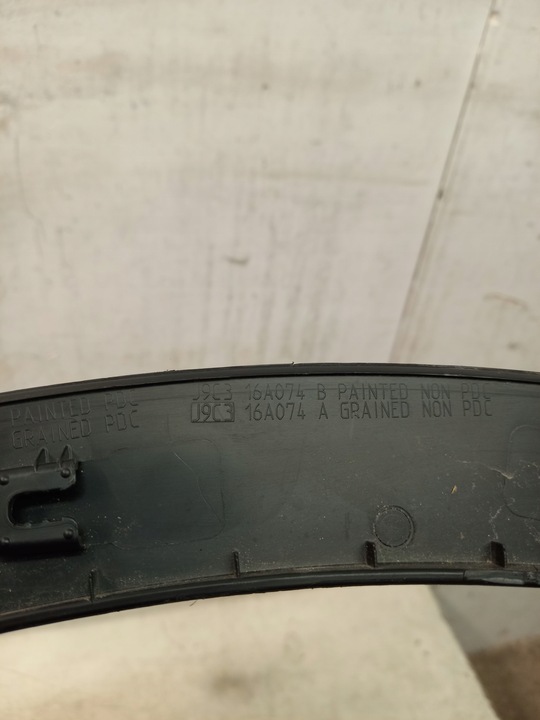 PAINTED PDC J9C3 16A074 B PAINTED NON PDC
GRAINED PDC J9C3 16A074 A GRAINED NON PDC